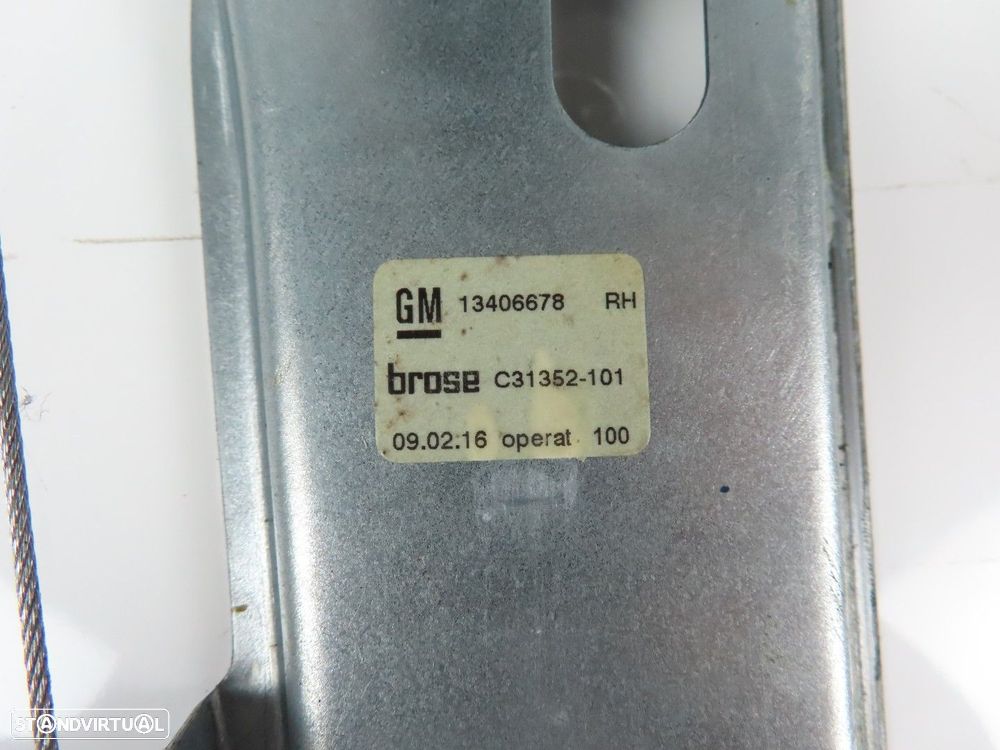 GM 13406678 RH
brose C31352-101
09.02.16 operat 100
STANDVIRTUAL